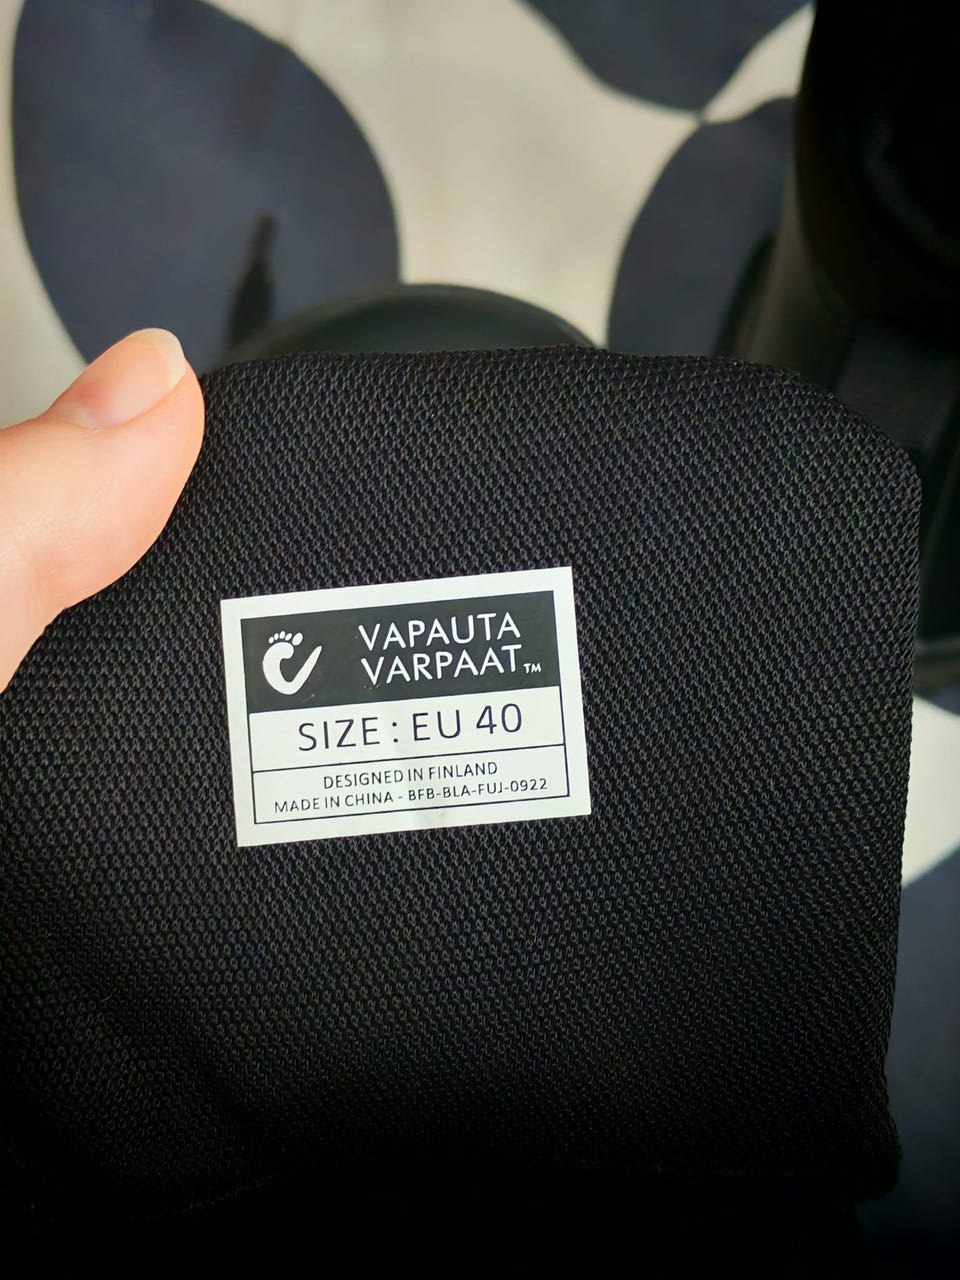 VAPAUTA
VARPAAT™
SIZE : EU 40
DESIGNED IN FINLAND
MADE IN CHINA - BFB-BLA-FUJ-0922